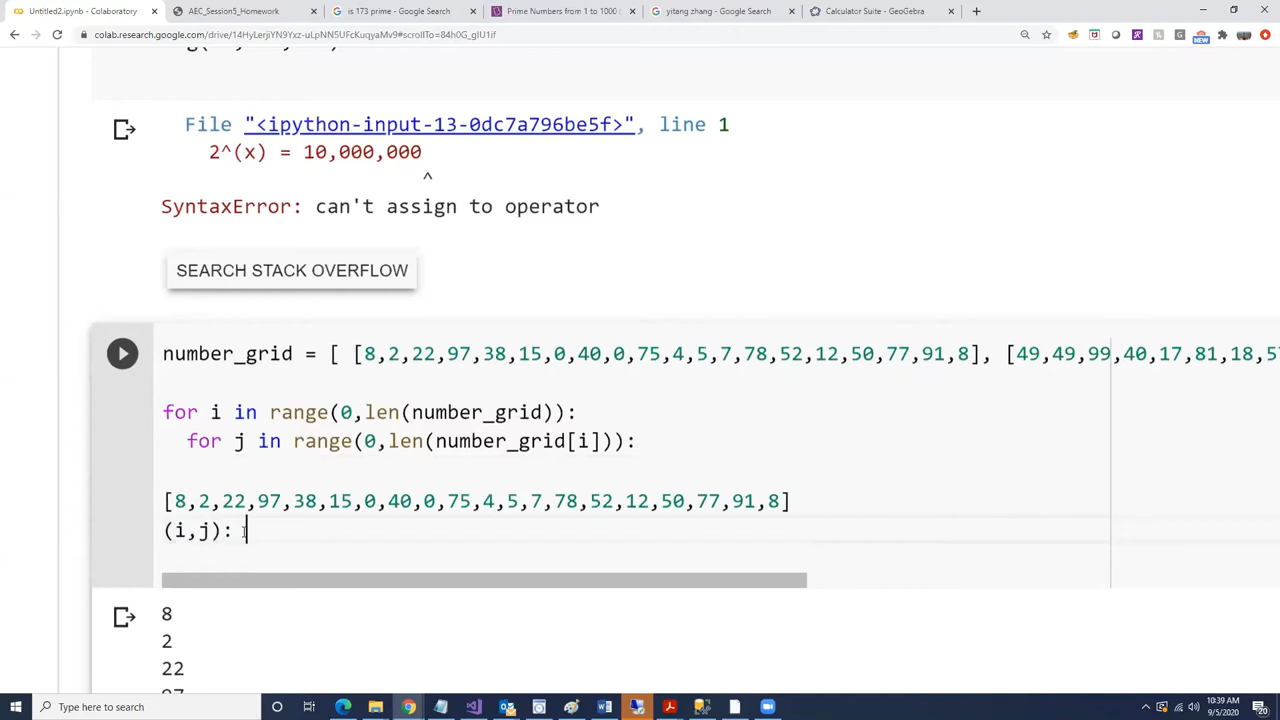 Untitled2.ipynb - Colaboratory
AEC_Session5_Homework
is 173 prime - Google Search
Prime Numbers from 1 to 1000
yitang zhang - Google Search
Calculator Suite - GeoGebra
colab.research.google.com/drive/14HyLerjiYN9Yxz-uLpNN5UFcKuqyaMv9#scrollTo=84h0G_gIU1if
File "<ipython-input-13-0dc7a796be5f>", line 1
2^(x) = 10,000,000
^
SyntaxError: can't assign to operator
SEARCH STACK OVERFLOW
number_grid = [ [8,2,22,97,38,15,0,40,0,75,4,5,7,78,52,12,50,77,91,8], [49,49,99,40,17,81,18,57
for i in range(0,len(number_grid)):
for j in range(0,len(number_grid[i])):
[8,2,22,97,38,15,0,40,0,75,4,5,7,78,52,12,50,77,91,8]
(i,j):
8
2
22
97
Type here to search
10:39 AM
9/5/2020
20